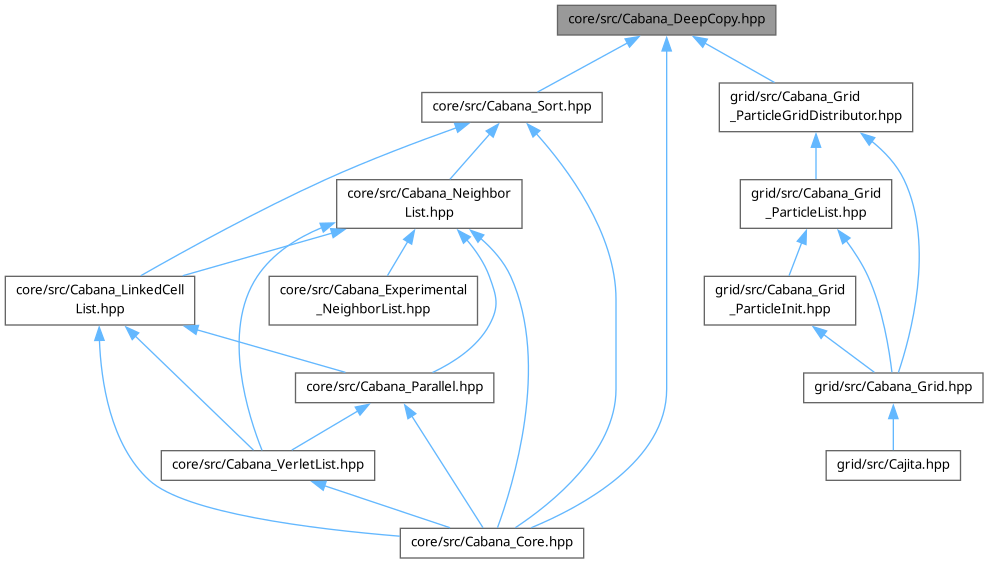 core/src/Cabana_DeepCopy.hpp
core/src/Cabana_Sort.hpp
grid/src/Cabana_Grid
_ParticleGridDistributor.hpp
core/src/Cabana_Neighbor
List.hpp
grid/src/Cabana_Grid
_ParticleList.hpp
core/src/Cabana_LinkedCell
List.hpp
core/src/Cabana_Experimental
_NeighborList.hpp
grid/src/Cabana_Grid
_ParticleInit.hpp
core/src/Cabana_Parallel.hpp
grid/src/Cabana_Grid.hpp
core/src/Cabana_VerletList.hpp
grid/src/Cajita.hpp
core/src/Cabana_Core.hpp